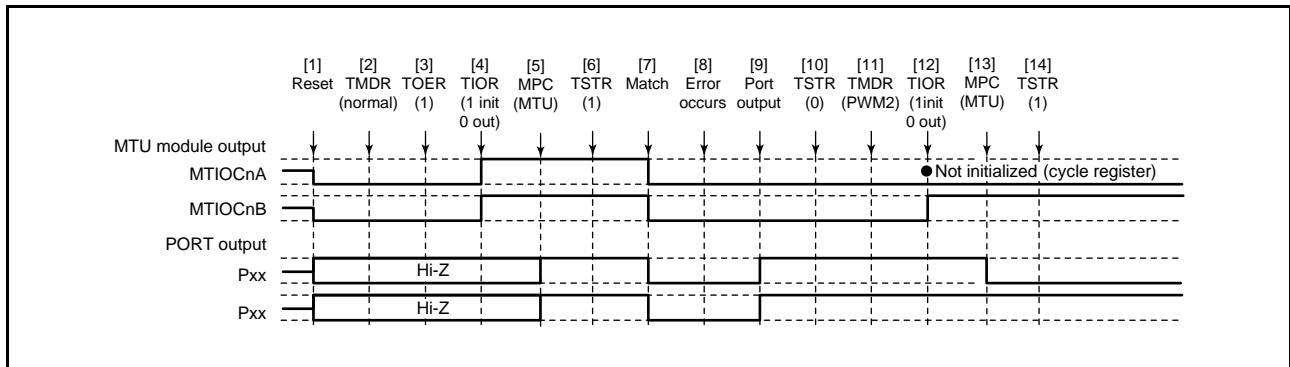 [1] [2] [3] [4] [5] [6] [7] [8] [9] [10] [11] [12] [13] [14]
Reset TMDR TOER TIOR MPC TSTR Match Error Port TSTR TMDR TIOR MPC TSTR
(normal) (1) (1 init (MTU) (1) occurs output (0) (PWM2) (1init (MTU) (1)
0 out) 0 out)
MTU module output
MTIOCnA
Not initialized (cycle register)
MTIOCnB
PORT output
Pxx Hi-Z
Pxx Hi-Z